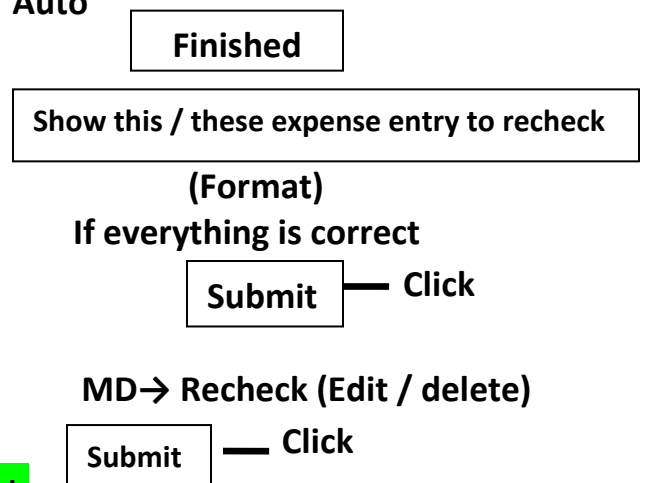 Auto
Finished
Show this / these expense entry to recheck
(Format)
If everything is correct
Submit — Click
MD→ Recheck (Edit / delete)
Submit — Click